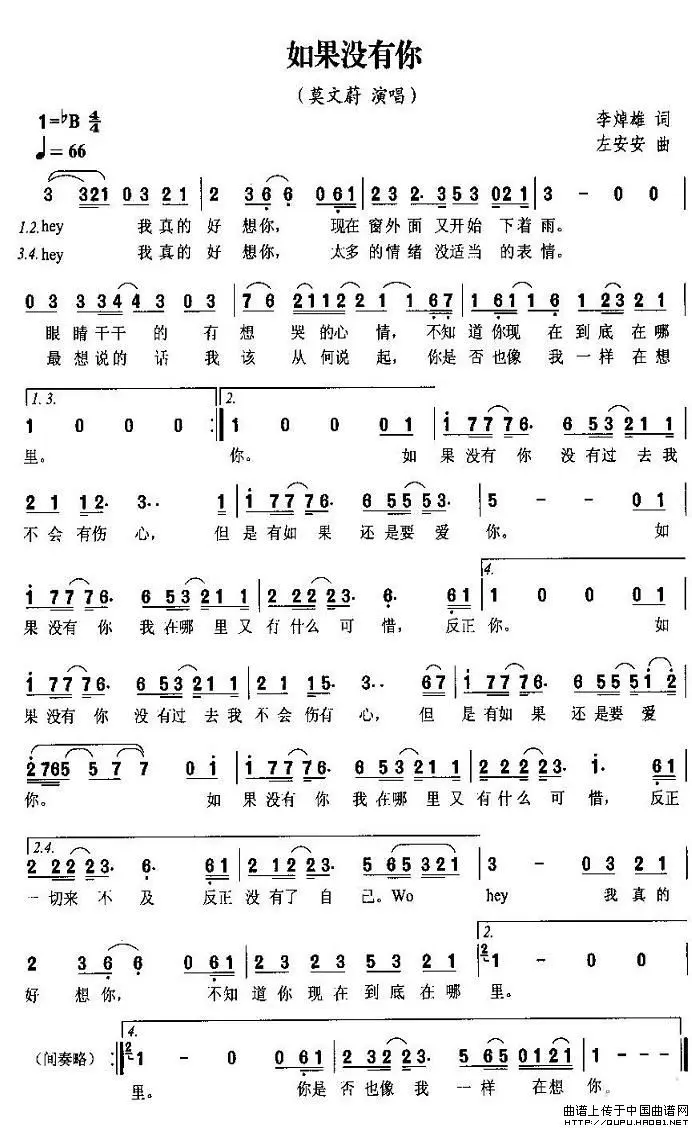 如果没有你
（莫文蔚 演唱）
1=♭B 4/4
李焯雄 词
♩=66
左安安 曲
3 321 0 3 2 1 | 2 3 6 6 0 61 | 2 3 2· 3 5 3 021 | 3 - 0 0 |
1.2.hey 我真的好 想你， 现在窗外面又开始 下着雨。
3.4.hey 我真的好 想你， 太多的情绪没适当 的表情。
0 3 3 3 4 4 3 0 3 | 7 6 2 1 1 2 2 1 1 6 7 | 1 6 1 1 6 1 2 3 2 1 |
眼睛干干的 有想 哭的心情，不知道你现 在到底在哪
最想说的话 我该 从何说起，你是否也像 我一样在想
1.3. 2.
1 0 0 0 :| 1 0 0 0 1 | i 7 7 7 6· 6 5 3 2 1 1 1 |
里。 你。 如果没有你 没有过去我
2 1 1 2· 3·· 1 | i 7 7 7 6· 6 5 5 5 3· | 5 - - 0 1 |
不会有伤心， 但是有如果 还是要爱你。 如
4.
i 7 7 7 6· 6 5 3 2 1 1 1 | 2 2 2 2 3· 6· 6 1 | 1 0 0 0 1 |
果没有你 我在哪里又有什么可惜， 反正你。 如
i 7 7 7 6· 6 5 3 2 1 1 1 | 2 1 1 5· 3·· 6 7 | i 7 7 7 6· 6 5 5 5 i 2 |
果没有你 没有过去我不会伤有心， 但是有如果还是要爱
2 7 6 5 5 7 7 0 i | i 7 7 7 6· 6 5 3 2 1 1 | 2 2 2 2 3· i· 6 1 |
你。 如果没有你 我在哪里又有什么可惜， 反正
2.4.
2 2 2 2 3· 6· 6 1 | 2 1 2 2 3· 5 6 5 3 2 1 | 3 - 0 3 2 1 |
一切来不及 反正没有了自己。Wo hey 我真的
2.
2 3 6 6 0 6 1 | 2 3 2 3 5 3 2 1 | 1 - 0 0
好 想你， 不知道你现在到底在哪里。
4.
（间奏略） :| 1 - 0 0 6 1 | 2 3 2 2 3· 5 6 5 0 1 2 1 | 1 - - - ‖
里。 你是否也像我 一样 在想你。
曲谱上传于中国曲谱网
HTTP://QUPU.HAO81.NET